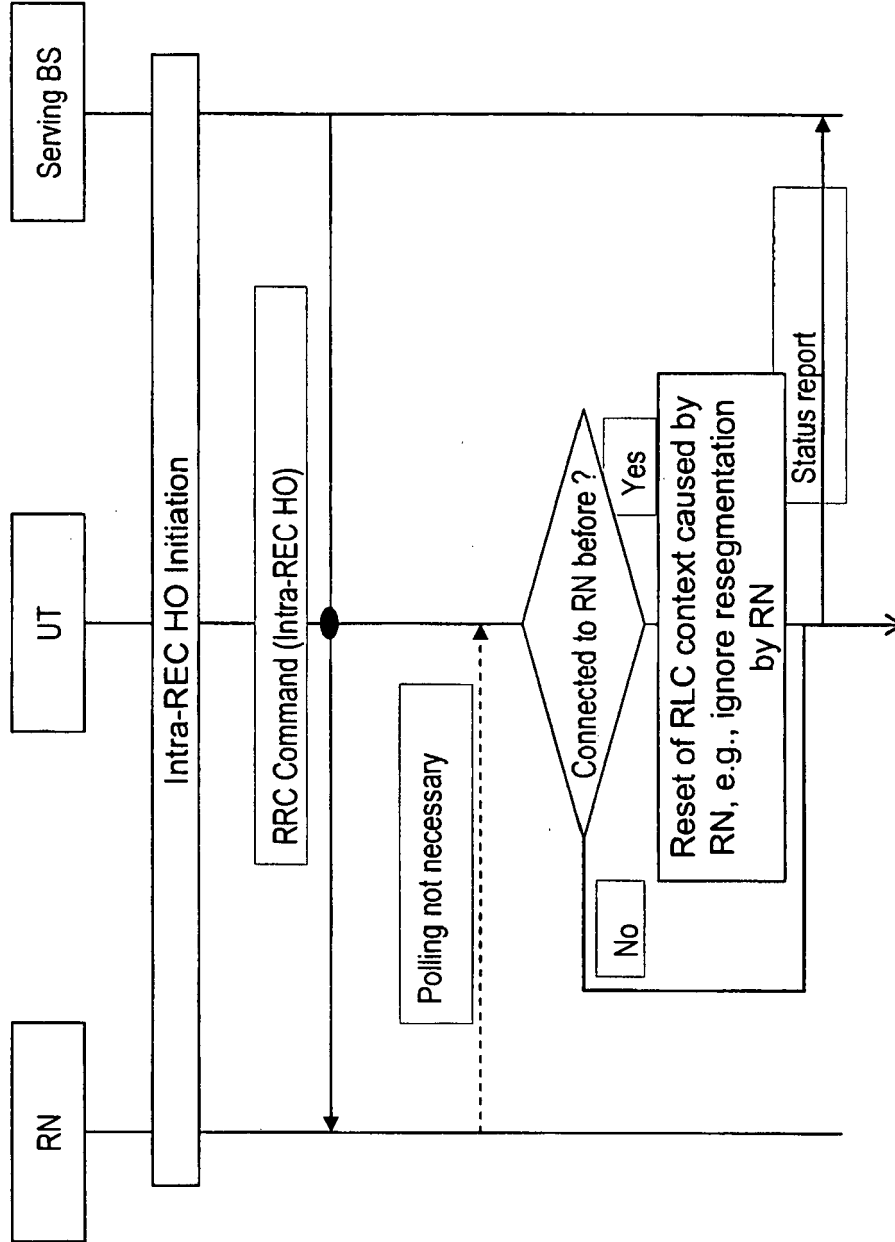 RN
UT
Serving BS
Intra-REC HO Initiation
RRC Command (Intra-REC HO)
Polling not necessary
Connected to RN before ?
No
Yes
Reset of RLC context caused by
RN, e.g., ignore resegmentation
by RN
Status report